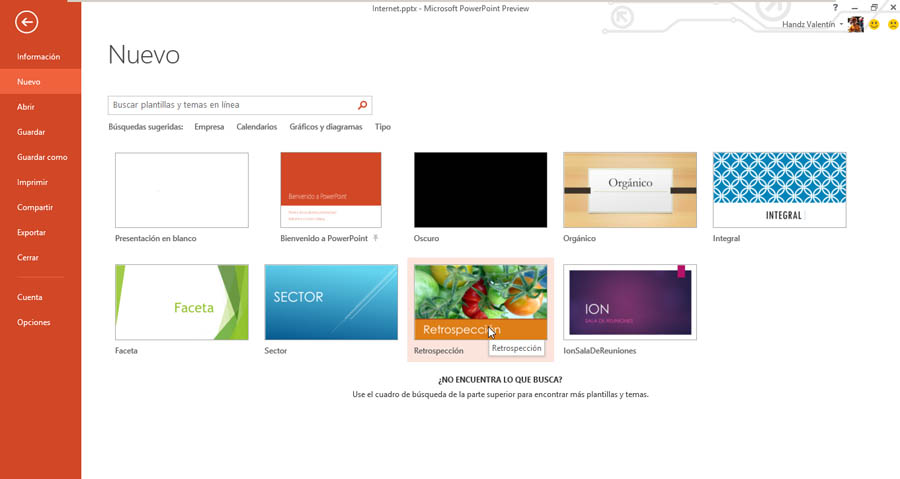 Internet.pptx - Microsoft PowerPoint Preview
?
Handz Valentín
Información
Nuevo
Abrir
Guardar
Guardar como
Imprimir
Compartir
Exportar
Cerrar
Cuenta
Opciones
Nuevo
Buscar plantillas y temas en línea
Búsquedas sugeridas: Empresa Calendarios Gráficos y diagramas Tipo
Presentación en blanco
Bienvenido a PowerPoint
Bienvenido a PowerPoint
Oscuro
Orgánico
Orgánico
INTEGRAL
Integral
Faceta
Faceta
SECTOR
Sector
Retrospección
Retrospección
Retrospección
ION
SALA DE REUNIONES
IonSalaDeReuniones
¿NO ENCUENTRA LO QUE BUSCA?
Use el cuadro de búsqueda de la parte superior para encontrar más plantillas y temas.